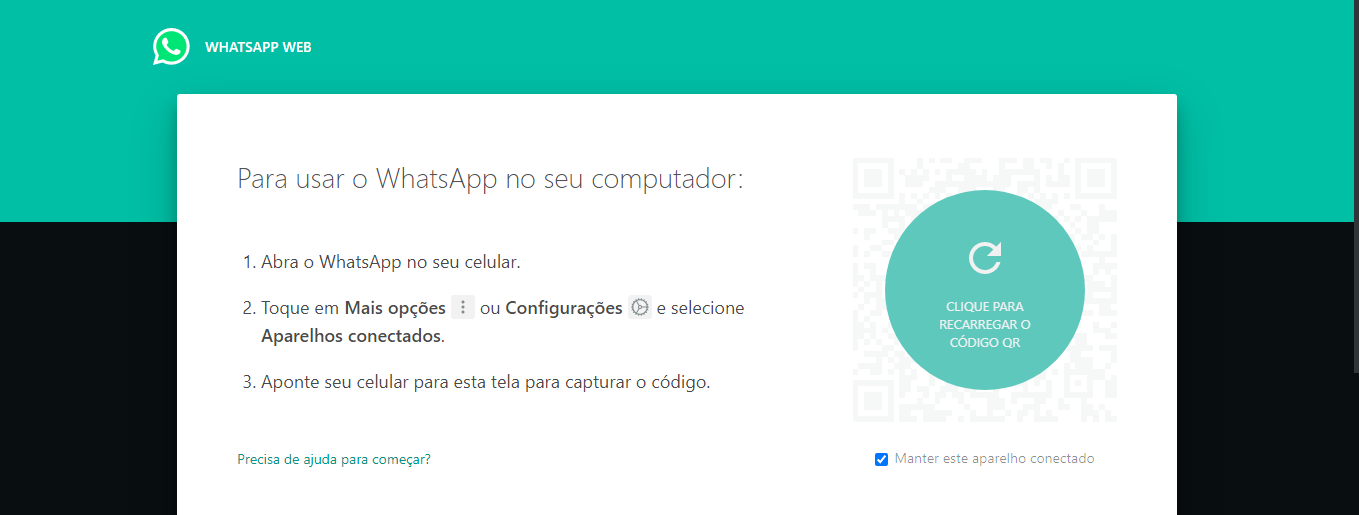 WHATSAPP WEB
Para usar o WhatsApp no seu computador:
1. Abra o WhatsApp no seu celular.
2. Toque em Mais opções ou Configurações e selecione
Aparelhos conectados.
3. Aponte seu celular para esta tela para capturar o código.
Precisa de ajuda para começar?
CLIQUE PARA
RECARREGAR O
CÓDIGO QR
Manter este aparelho conectado